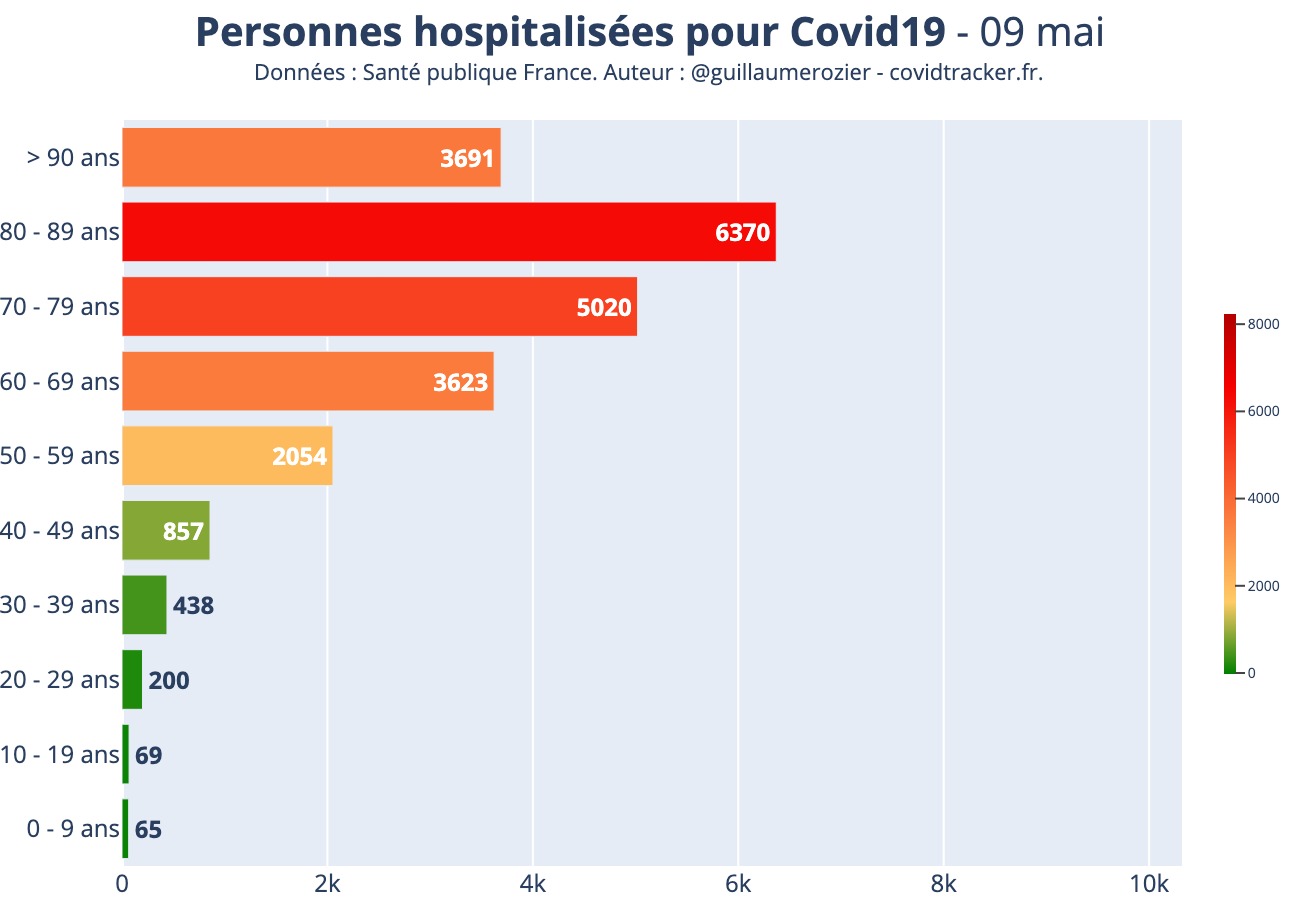 Personnes hospitalisées pour Covid19 - 09 mai
Données : Santé publique France. Auteur : @guillaumerozier - covidtracker.fr.
> 90 ans 3691
80 - 89 ans 6370
70 - 79 ans 5020
60 - 69 ans 3623
50 - 59 ans 2054
40 - 49 ans 857
30 - 39 ans 438
20 - 29 ans 200
10 - 19 ans 69
0 - 9 ans 65
0 2k 4k 6k 8k 10k
8000
6000
4000
2000
0